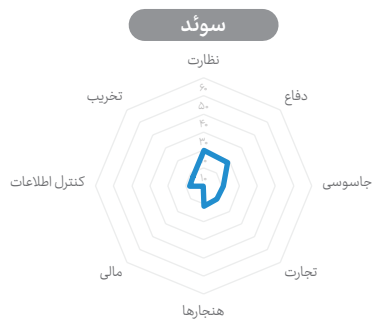 سوئد
نظارت
تخریب
دفاع
۶۰
۵۰
۴۰
۳۰
۱۰
کنترل اطلاعات
جاسوسی
مالی
تجارت
هنجارها